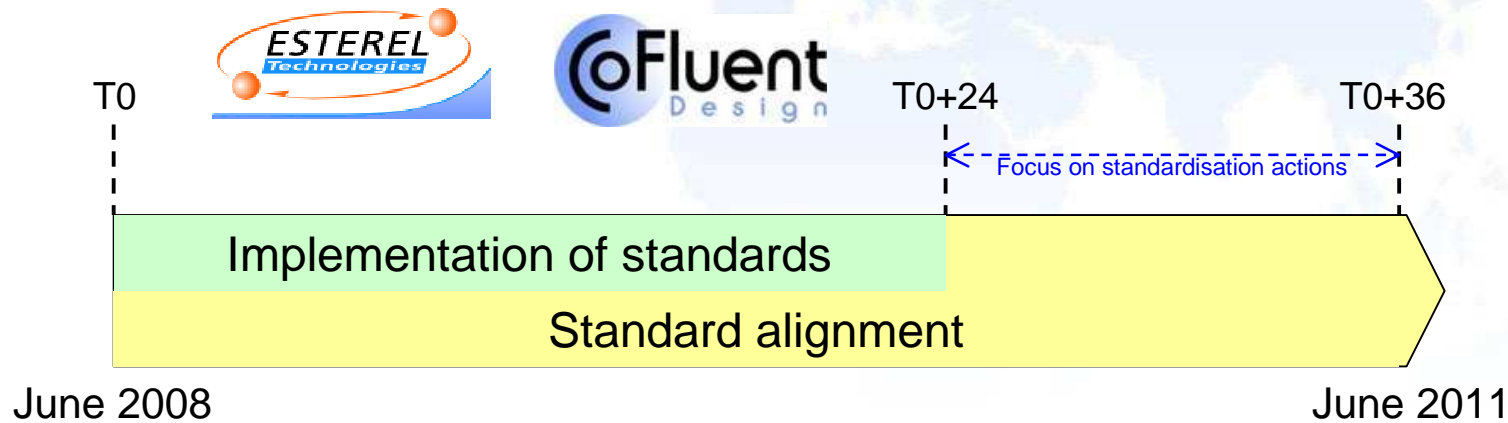 ESTEREL
Technologies
CoFluent
Design
T0
T0+24
T0+36
Focus on standardisation actions
Implementation of standards
Standard alignment
June 2008
June 2011